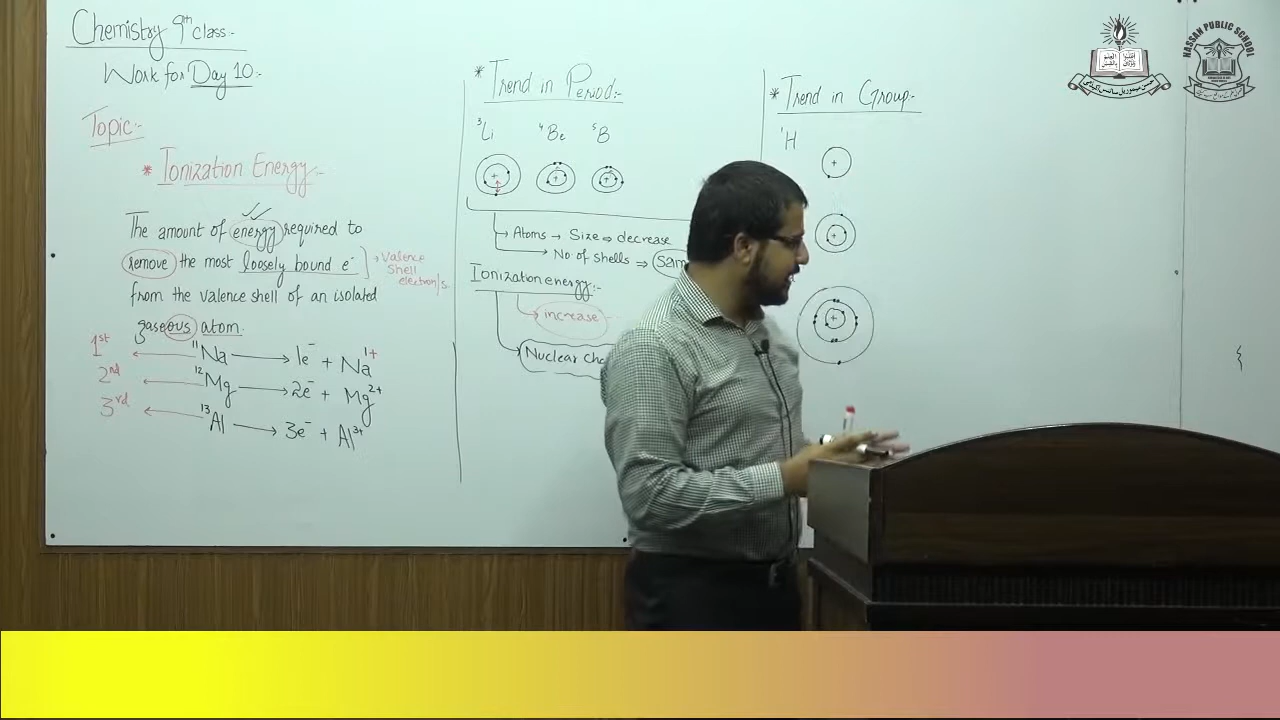 Chemistry 9th class:-
Work for Day 10:-
Topic:-
* Ionization Energy:-
The amount of energy required to
remove the most loosely bound e⁻
from the valence shell of an isolated
gaseous atom.
Valence
Shell
electron/s
1st ¹¹Na → 1e⁻ + Na¹⁺
2nd ¹²Mg → 2e⁻ + Mg²⁺
3rd ¹³Al → 3e⁻ + Al³⁺
* Trend in Period:-
³Li ⁴Be ⁵B
+ + +
Atoms → Size ⇒ decrease
No of shells ⇒
Ionization energy:-
increase
Nuclear
* Trend in Group:-
¹H
+
+
+
HASSAN PUBLIC SCHOOL